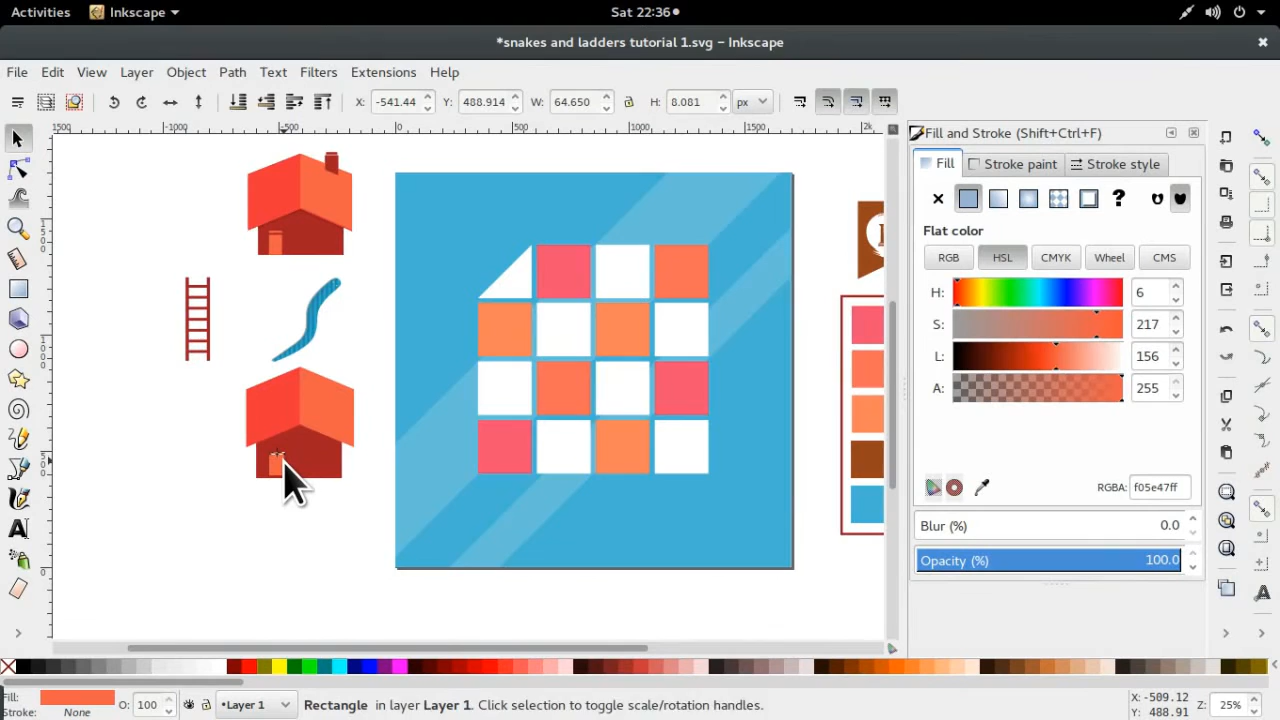 Activities Inkscape Sat 22:36
*snakes and ladders tutorial 1.svg – Inkscape
File Edit View Layer Object Path Text Filters Extensions Help
X: -541.44 Y: 488.914 W: 64.650 H: 8.081 px
Fill and Stroke (Shift+Ctrl+F)
Fill Stroke paint Stroke style
Flat color
RGB HSL CMYK Wheel CMS
H: 6
S: 217
L: 156
A: 255
RGBA: f05e47ff
Blur (%) 0.0
Opacity (%) 100.0
Fill:
Stroke: None
O: 100
•Layer 1
Rectangle in layer Layer 1. Click selection to toggle scale/rotation handles.
X: -509.12
Y: 488.91
Z: 25%